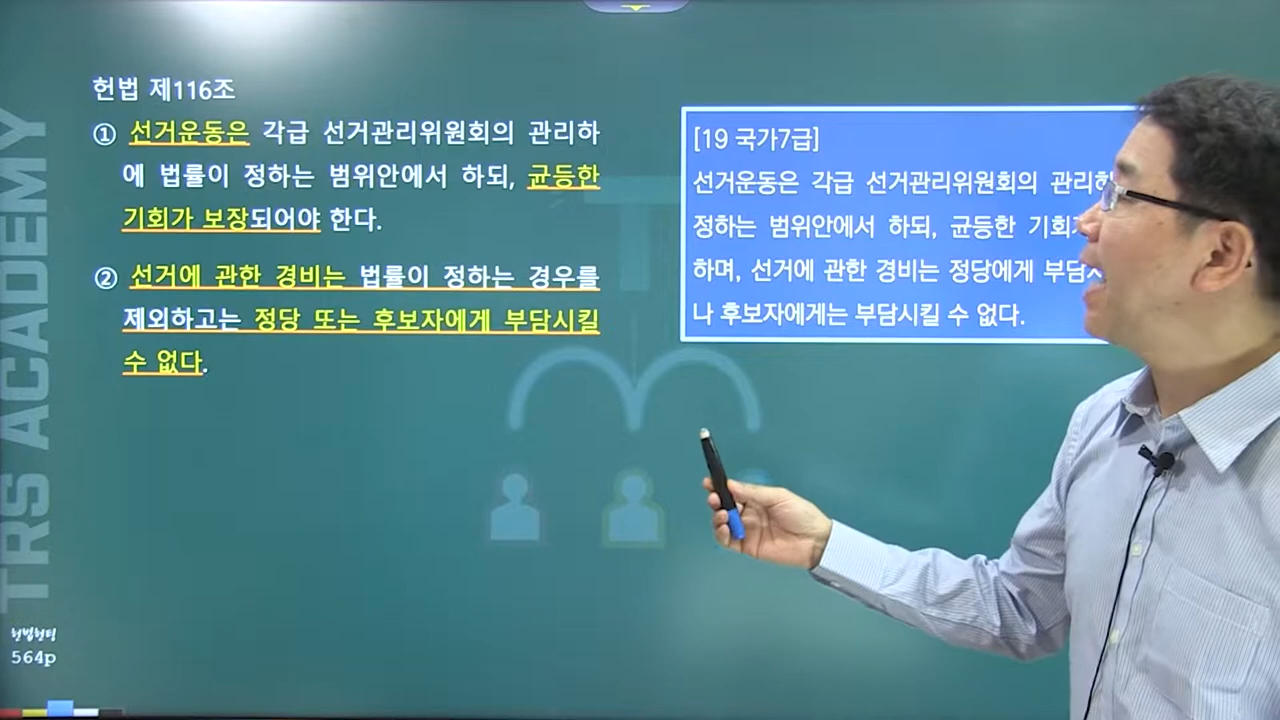 헌법 제116조
① 선거운동은 각급 선거관리위원회의 관리하
에 법률이 정하는 범위안에서 하되, 균등한
기회가 보장되어야 한다.
② 선거에 관한 경비는 법률이 정하는 경우를
제외하고는 정당 또는 후보자에게 부담시킬
수 없다.
[19 국가7급]
선거운동은 각급 선거관리위원회의
정하는 범위안에서 하되, 균등한
하며, 선거에 관한 경비는 정당에게
나 후보자에게는 부담시킬 수 없다.
TRS ACADEMY
헌법헌터
564p